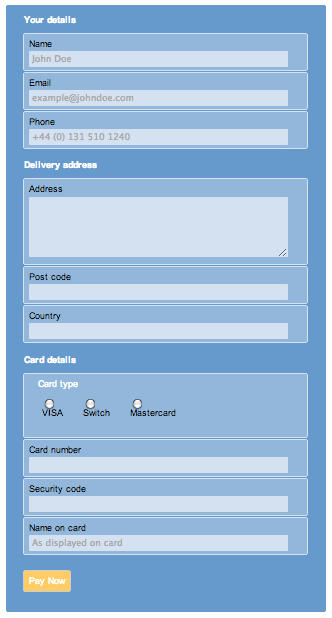 Your details
Name
John Doe
Email
example@johndoe.com
Phone
+44 (0) 131 510 1240
Delivery address
Address
Post code
Country
Card details
Card type
VISA Switch Mastercard
Card number
Security code
Name on card
As displayed on card
Pay Now